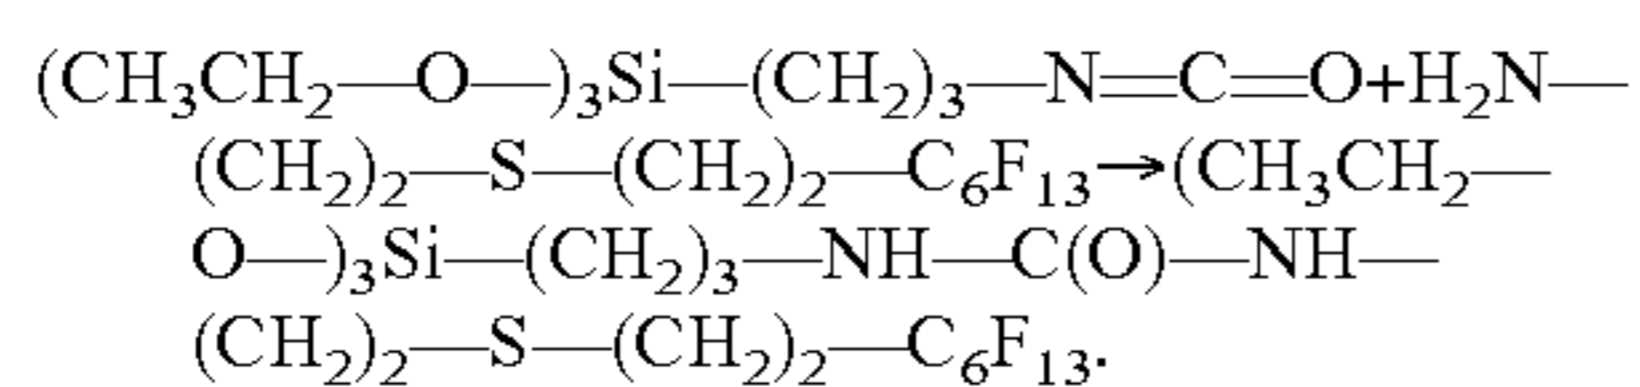 (CH₃CH₂—O—)₃Si—(CH₂)₃—N=C=O+H₂N—
(CH₂)₂—S—(CH₂)₂—C₆F₁₃→(CH₃CH₂—
O—)₃Si—(CH₂)₃—NH—C(O)—NH—
(CH₂)₂—S—(CH₂)₂—C₆F₁₃.